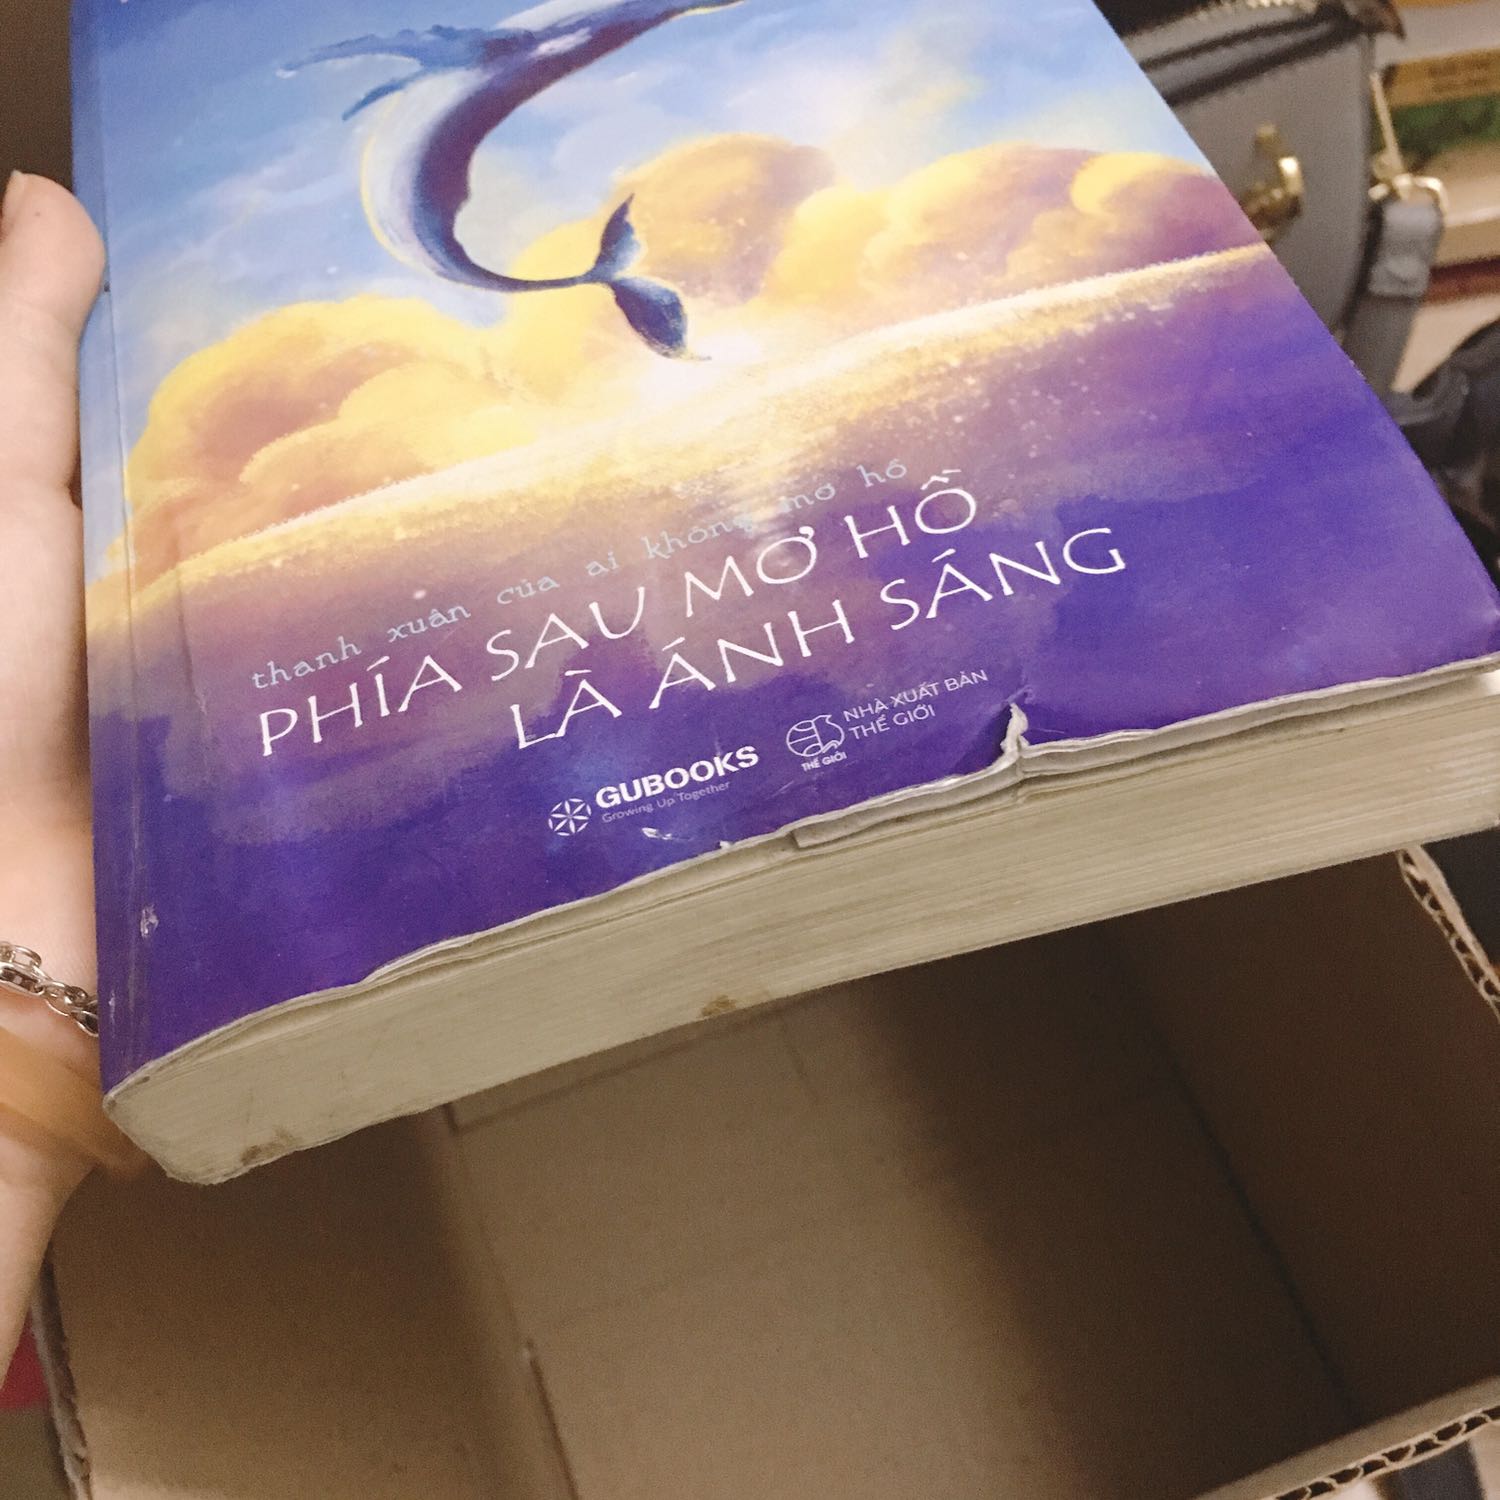 thanh xuân của ai không mơ hồ
PHÍA SAU MƠ HỒ
LÀ ÁNH SÁNG
GUBOOKS
Growing Up Together
THẾ GIỚI
NHÀ XUẤT BẢN
THẾ GIỚI